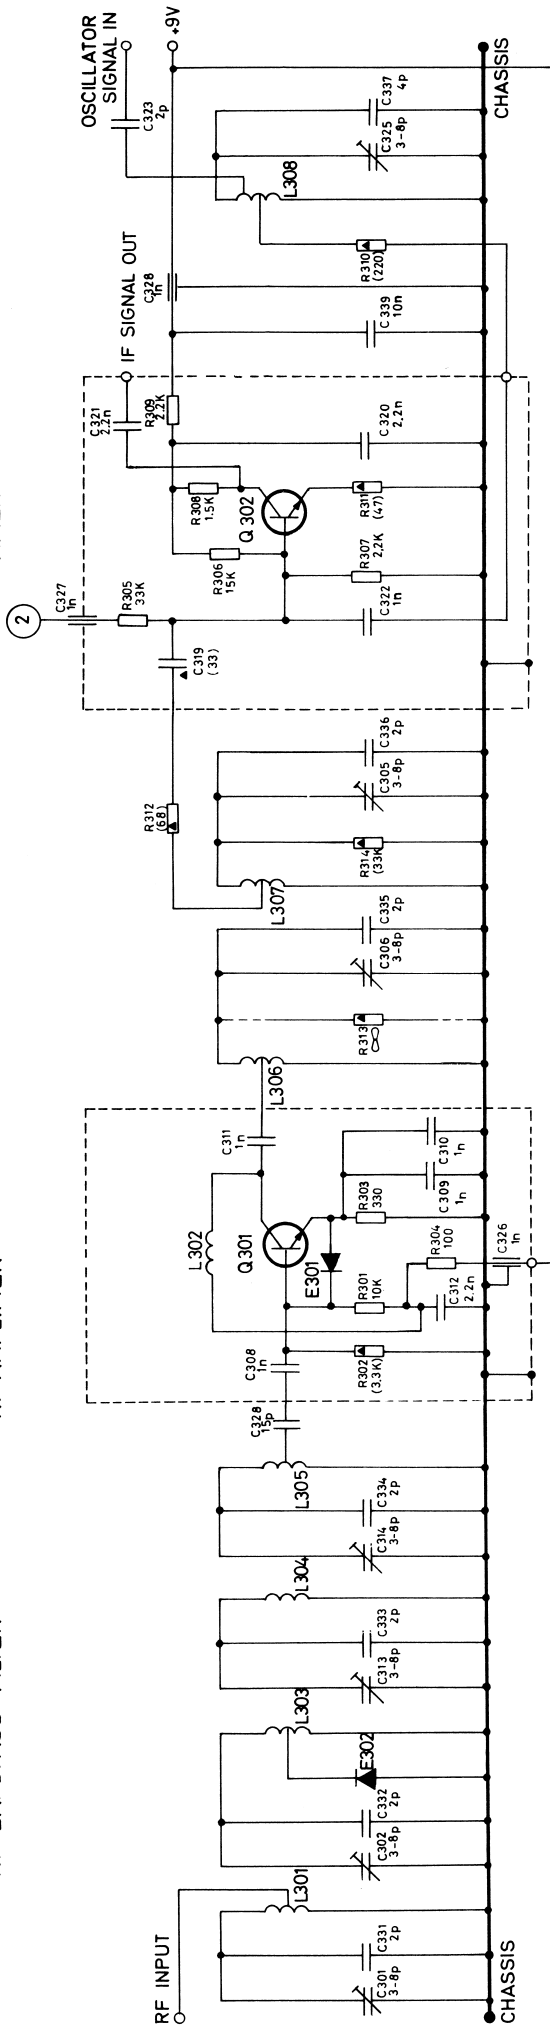 RF INPUT
C301
3-8p
C331
2p
L301
C302
3-8p
C332
2p
E302
L303
C313
3-8p
C333
2p
L304
C314
3-8p
C334
2p
L305
C328
15p
C308
1n
R302
(3.3K)
R301
10K
C312
2.2n
E301
L302
Q301
R304
100
R303
330
C326
1n
C309
1n
C310
1n
C311
1n
L306
R313
C306
3-8p
C335
2p
L307
R312
(68)
R314
(33K)
C305
3-8p
C336
2p
C319
(33)
2
C327
1n
R305
33K
C322
1n
R306
15K
R307
2.2K
Q302
R308
1.5K
R311
(47)
C321
2.2n
R309
2.2K
C320
2.2n
IF SIGNAL OUT
C328
1n
C339
10n
R310
(220)
L308
OSCILLATOR
SIGNAL IN
C323
2p
+9V
C325
3-8p
C337
4p
CHASSIS
CHASSIS